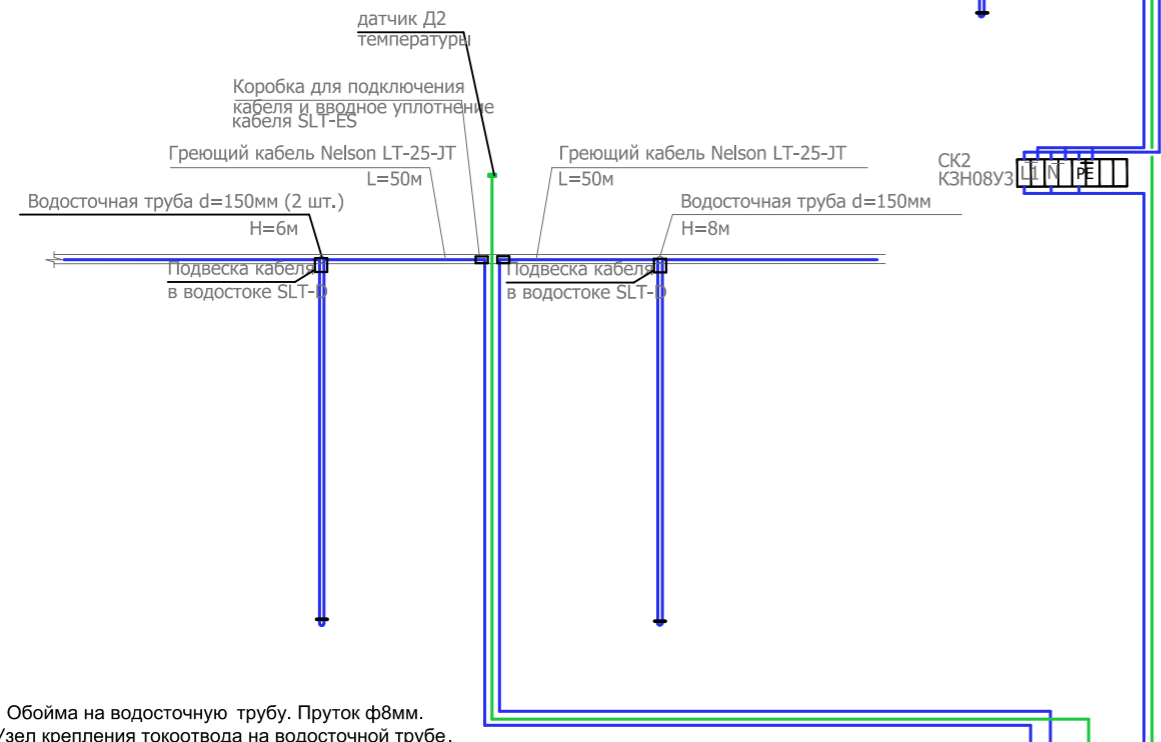 датчик Д2
температуры
Коробка для подключения
кабеля и вводное уплотнение
кабеля SLT-ES
Греющий кабель Nelson LT-25-JT
L=50м
Греющий кабель Nelson LT-25-JT
L=50м
СК2
КЗН08У3
L1 N PE
Водосточная труба d=150мм (2 шт.)
H=6м
Водосточная труба d=150мм
H=8м
Подвеска кабеля
в водостоке SLT-D
Подвеска кабеля
в водостоке SLT-D
Обойма на водосточную трубу. Пруток ф8мм.
Узел крепления токоотвода на водосточной трубе.